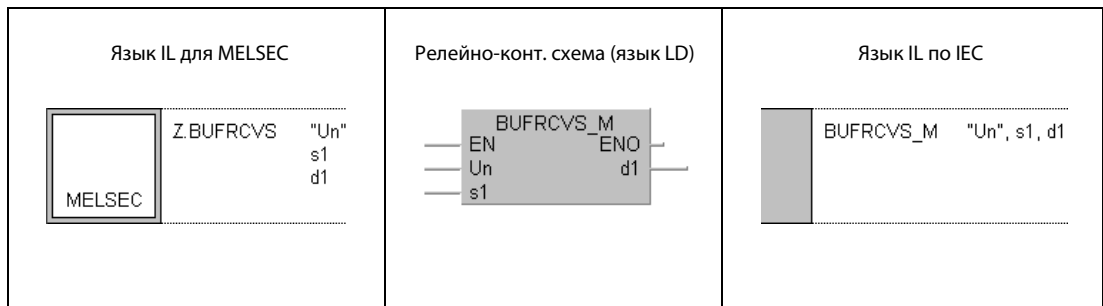 Язык IL для MELSEC
MELSEC
Z.BUFRCVS "Un"
s1
d1
Релейно-конт. схема (язык LD)
BUFRCVS_M
EN ENO
Un d1
s1
Язык IL по IEC
BUFRCVS_M "Un", s1, d1